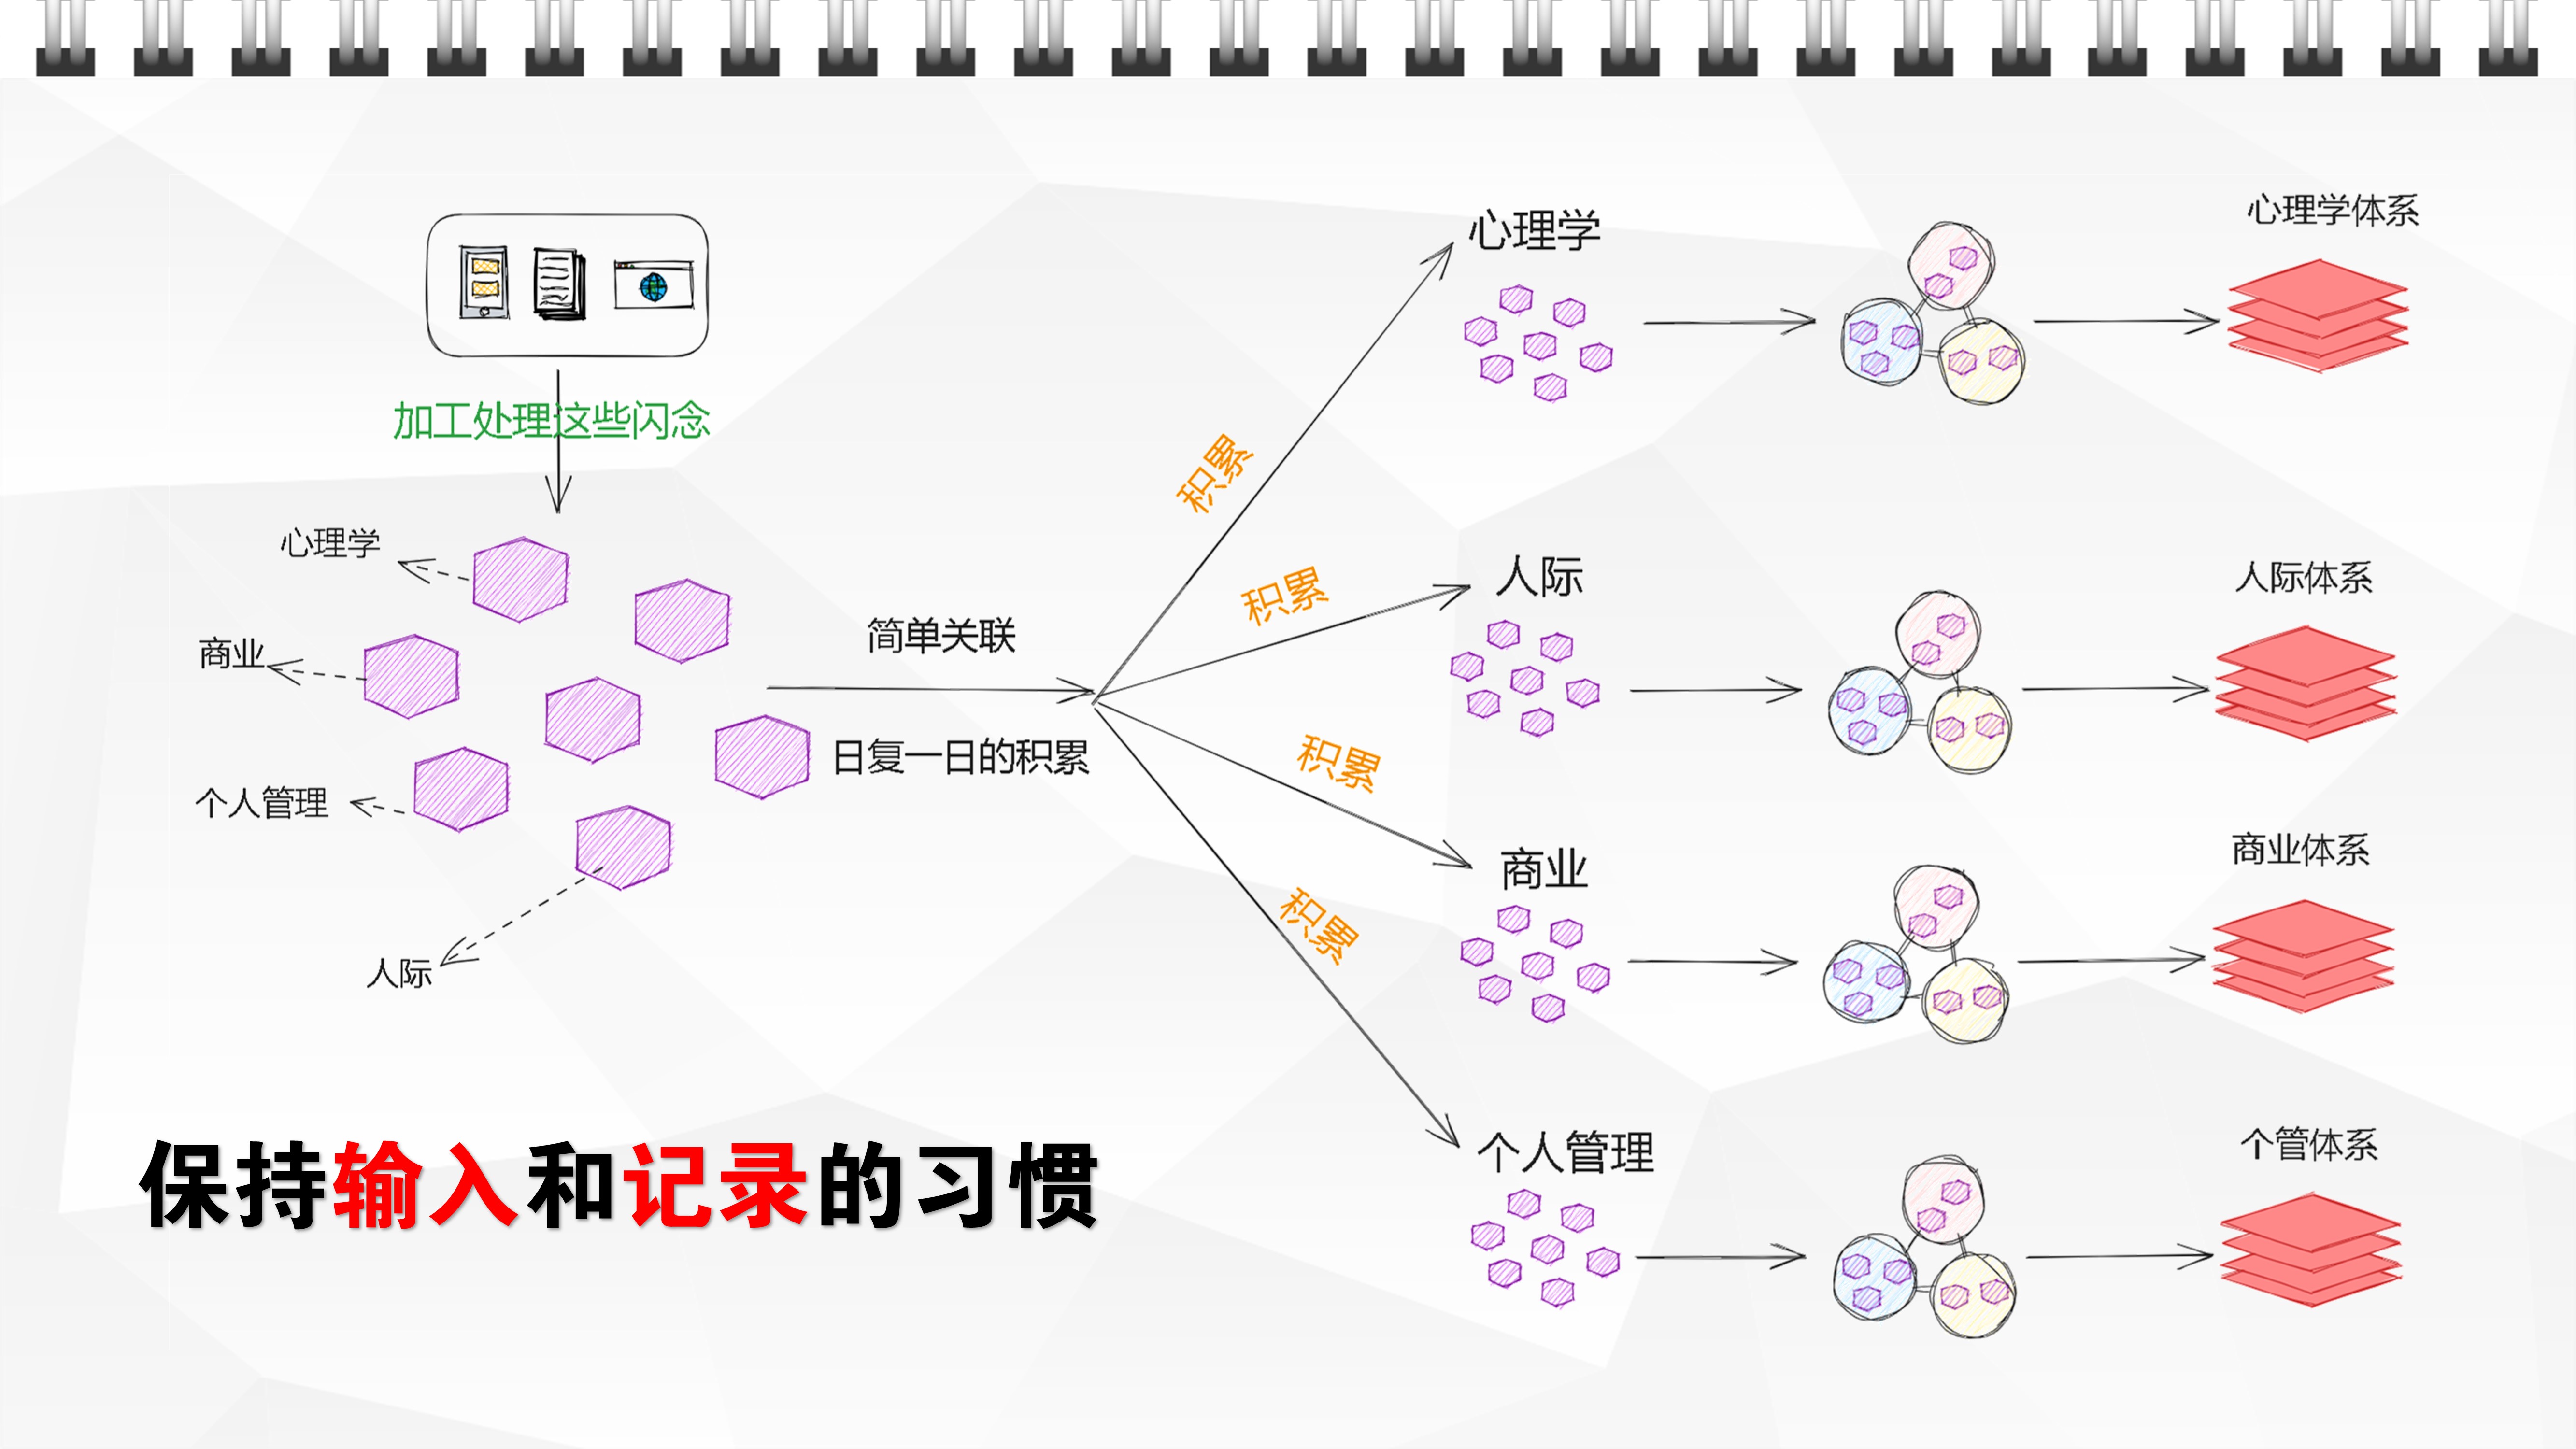 加工处理这些闪念
心理学
商业
个人管理
人际
简单关联
日复一日的积累
积累
积累
积累
积累
心理学
心理学体系
人际
人际体系
商业
商业体系
个人管理
个管体系
保持输入和记录的习惯